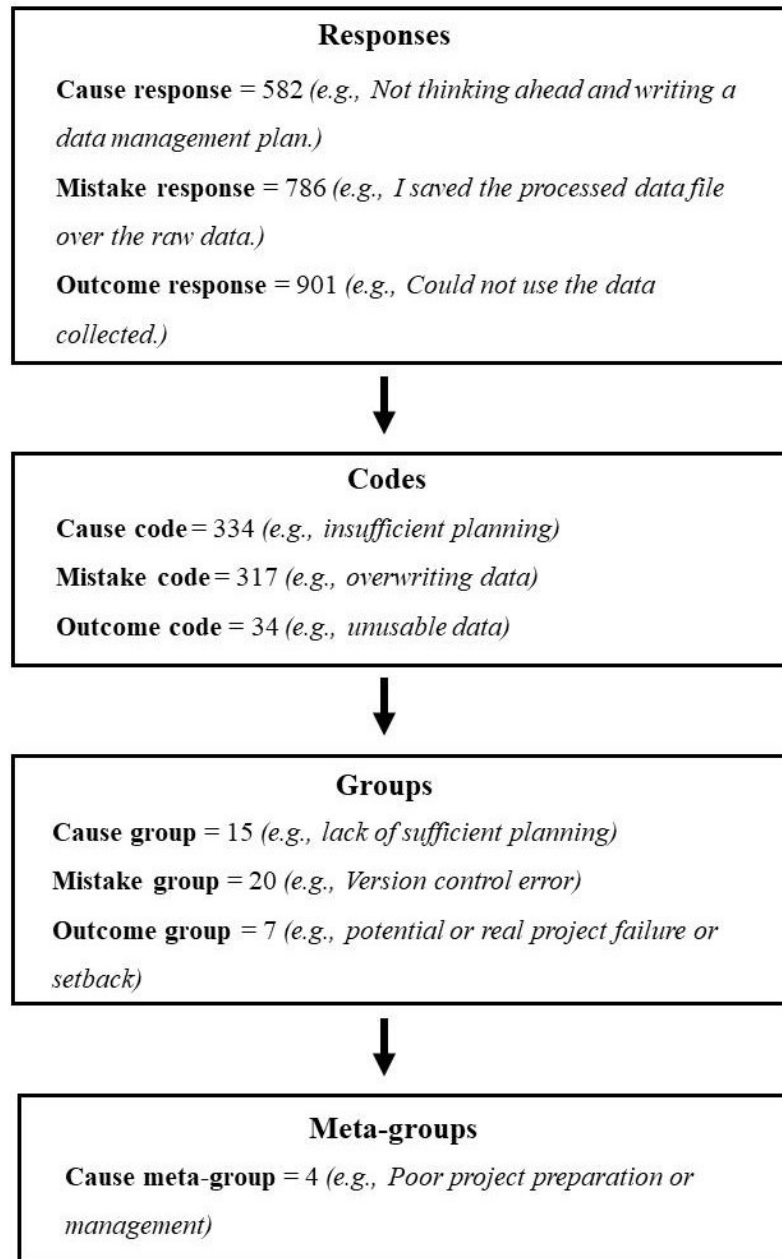 Responses
Cause response = 582 (e.g., Not thinking ahead and writing a
data management plan.)
Mistake response = 786 (e.g., I saved the processed data file
over the raw data.)
Outcome response = 901 (e.g., Could not use the data
collected.)
Codes
Cause code = 334 (e.g., insufficient planning)
Mistake code = 317 (e.g., overwriting data)
Outcome code = 34 (e.g., unusable data)
Groups
Cause group = 15 (e.g., lack of sufficient planning)
Mistake group = 20 (e.g., Version control error)
Outcome group = 7 (e.g., potential or real project failure or
setback)
Meta-groups
Cause meta-group = 4 (e.g., Poor project preparation or
management)